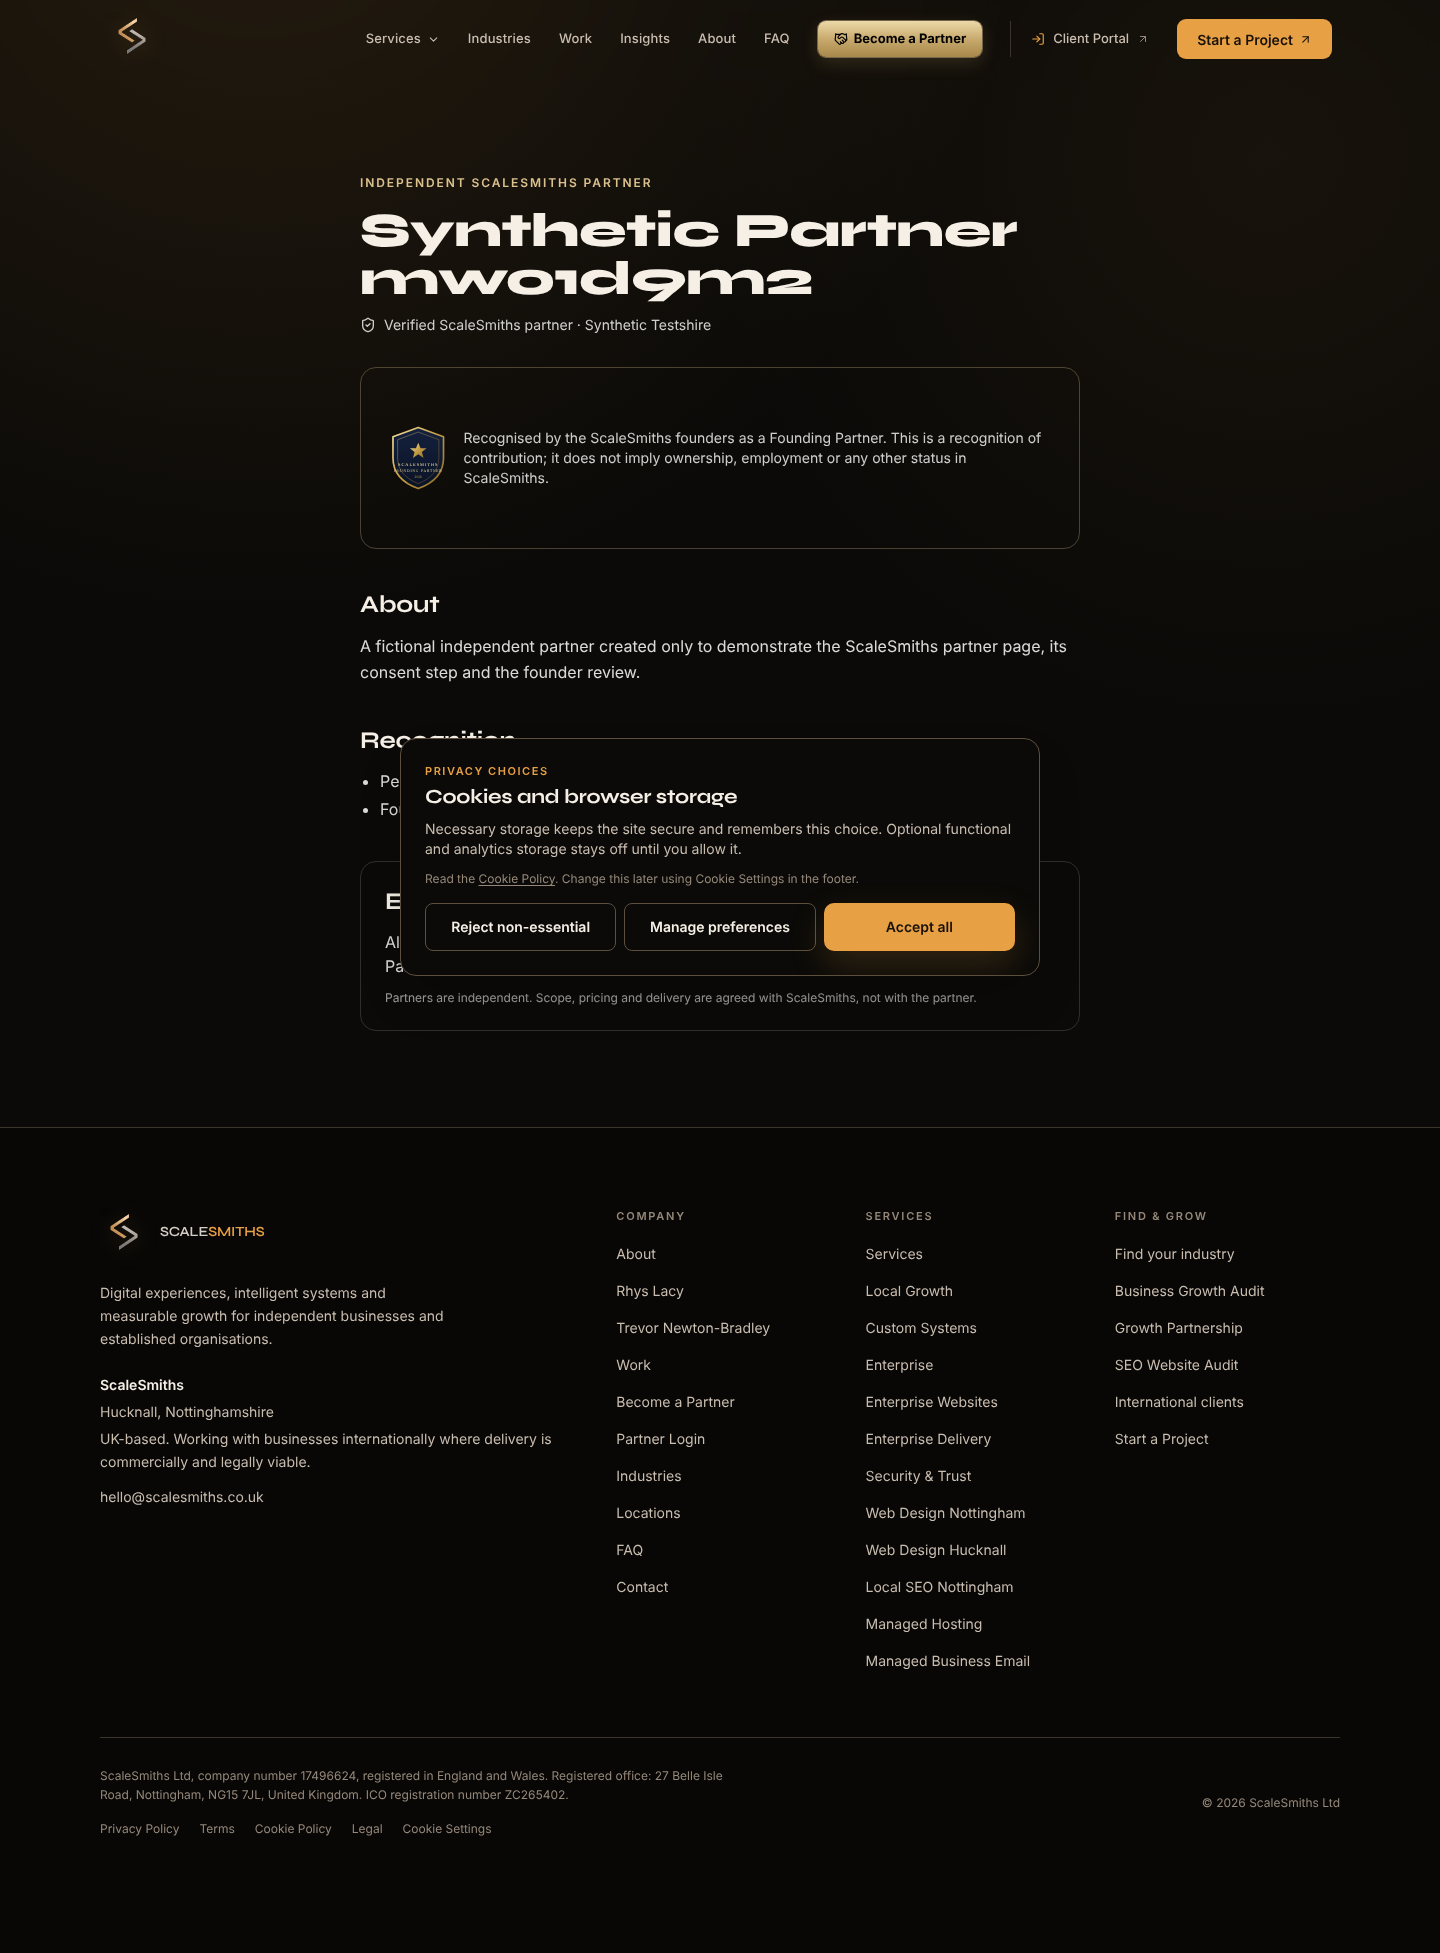 Services
Industries
Work
Insights
About
FAQ
Become a Partner
Client Portal
Start a Project
INDEPENDENT SCALESMITHS PARTNER
Synthetic Partner
mw01d9m2
Verified ScaleSmiths partner · Synthetic Testshire
SCALESMITHS
Recognised by the ScaleSmiths founders as a Founding Partner. This is a recognition of
contribution; it does not imply ownership, employment or any other status in
ScaleSmiths.
About
A fictional independent partner created only to demonstrate the ScaleSmiths partner page, its
consent step and the founder review.
PRIVACY CHOICES
Cookies and browser storage
Necessary storage keeps the site secure and remembers this choice. Optional functional
and analytics storage stays off until you allow it.
Read the Cookie Policy. Change this later using Cookie Settings in the footer.
Reject non-essential
Manage preferences
Accept all
Partners are independent. Scope, pricing and delivery are agreed with ScaleSmiths, not with the partner.
SCALESMITHS
Digital experiences, intelligent systems and
measurable growth for independent businesses and
established organisations.
ScaleSmiths
Hucknall, Nottinghamshire
UK-based. Working with businesses internationally where delivery is
commercially and legally viable.
hello@scalesmiths.co.uk
COMPANY
About
Rhys Lacy
Trevor Newton-Bradley
Work
Become a Partner
Partner Login
Industries
Locations
FAQ
Contact
SERVICES
Services
Local Growth
Custom Systems
Enterprise
Enterprise Websites
Enterprise Delivery
Security & Trust
Web Design Nottingham
Web Design Hucknall
Local SEO Nottingham
Managed Hosting
Managed Business Email
FIND & GROW
Find your industry
Business Growth Audit
Growth Partnership
SEO Website Audit
International clients
Start a Project
ScaleSmiths Ltd, company number 17496624, registered in England and Wales. Registered office: 27 Belle Isle
Road, Nottingham, NG15 7JL, United Kingdom. ICO registration number ZC265402.
Privacy Policy
Terms
Cookie Policy
Legal
Cookie Settings
© 2026 ScaleSmiths Ltd